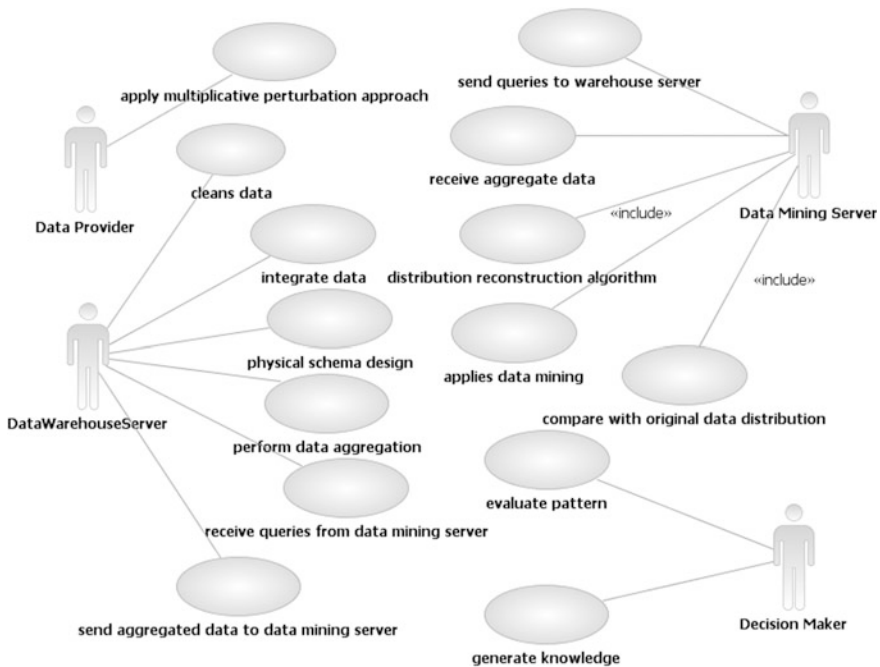 apply multiplicative perturbation approach
send queries to warehouse server
Data Provider
cleans data
receive aggregate data
Data Mining Server
«include»
integrate data
distribution reconstruction algorithm
«include»
physical schema design
applies data mining
DataWarehouseServer
compare with original data distribution
perform data aggregation
evaluate pattern
receive queries from data mining server
send aggregated data to data mining server
Decision Maker
generate knowledge